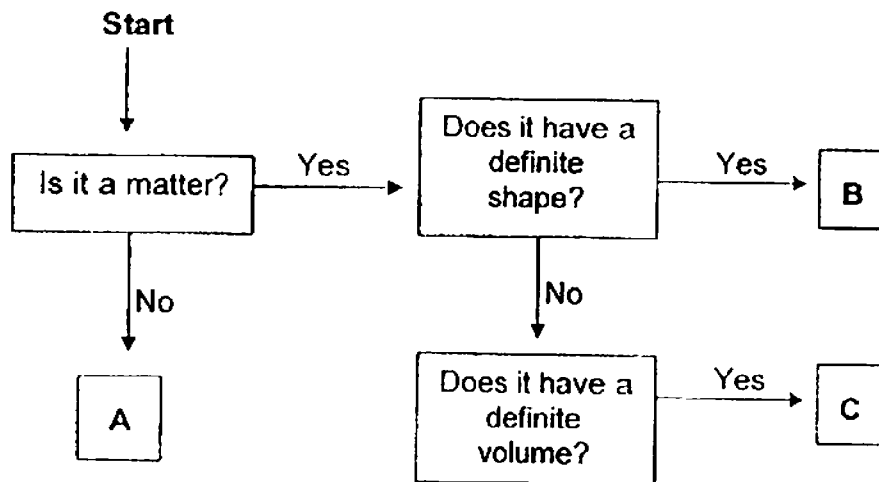 Start
Is it a matter?
Yes
Does it have a
definite
shape?
Yes
B
No
No
A
Does it have a
definite
volume?
Yes
C